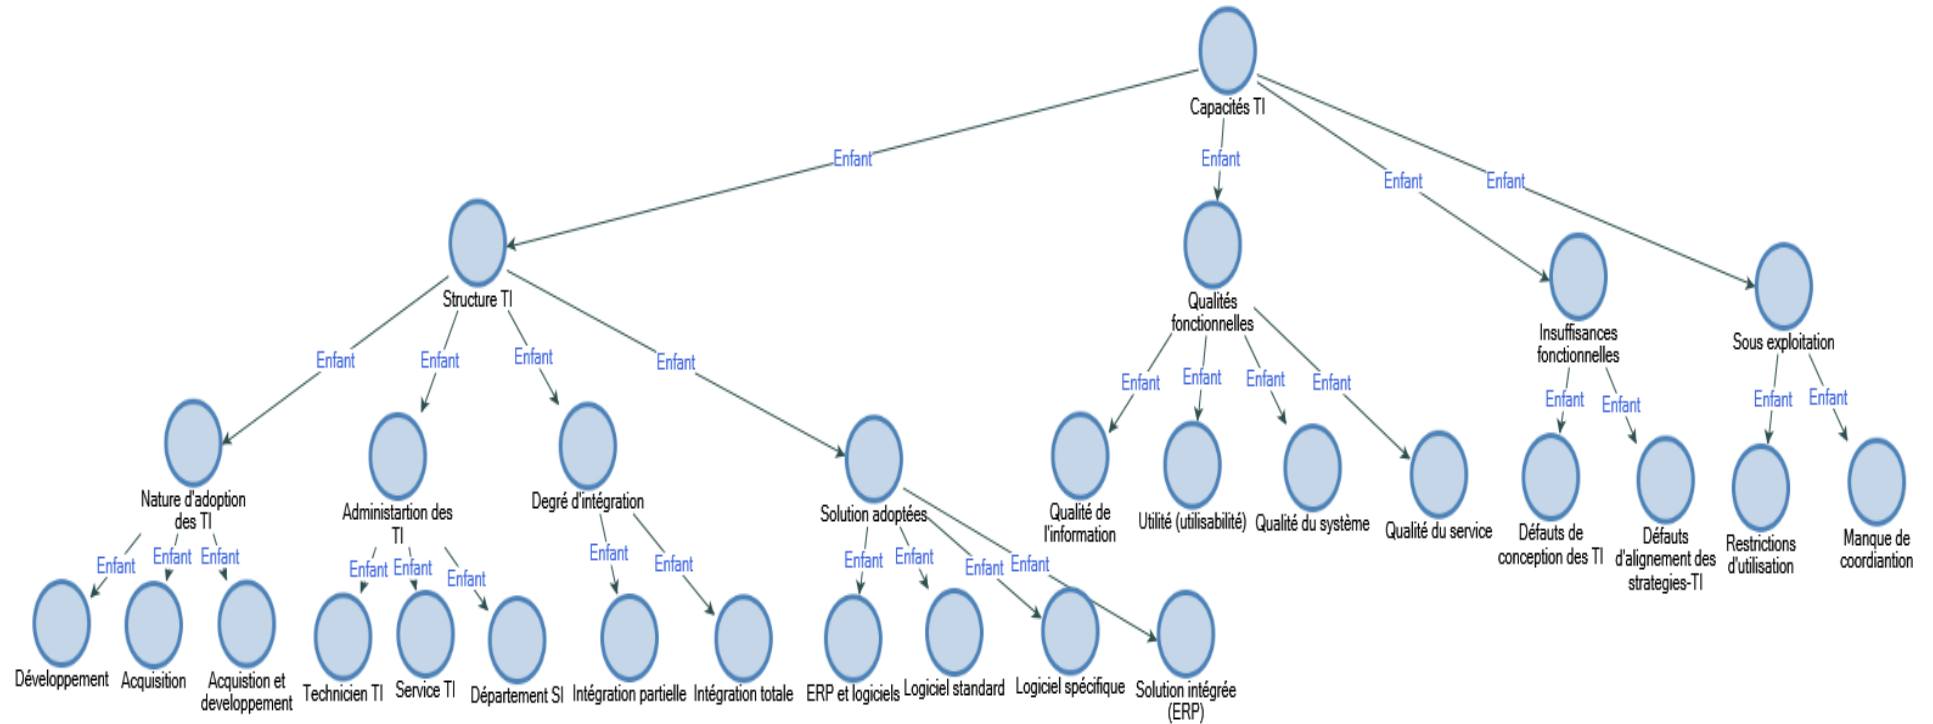 Capacités TI
Enfant
Enfant
Enfant
Enfant
Structure TI
Qualités
fonctionnelles
Insuffisances
fonctionnelles
Sous exploitation
Enfant
Enfant
Enfant
Enfant
Enfant
Enfant
Enfant
Enfant
Enfant
Enfant
Enfant
Enfant
Nature d'adoption
des TI
Administartion des
TI
Degré d'intégration
Solution adoptées
Qualité de
l'information
Utilité (utilisabilité)
Qualité du système
Qualité du service
Défauts de
conception des TI
Défauts
d'alignement des
strategies-TI
Restrictions
d'utilisation
Manque de
coordiantion
Enfant
Enfant
Enfant
Enfant
Enfant
Enfant
Enfant
Enfant
Enfant
Enfant
Enfant
Enfant
Développement
Acquisition
Acquistion et
developpement
Technicien TI
Service TI
Département SI
Intégration partielle
Intégration totale
ERP et logiciels
Logiciel standard
Logiciel spécifique
Solution intégrée
(ERP)